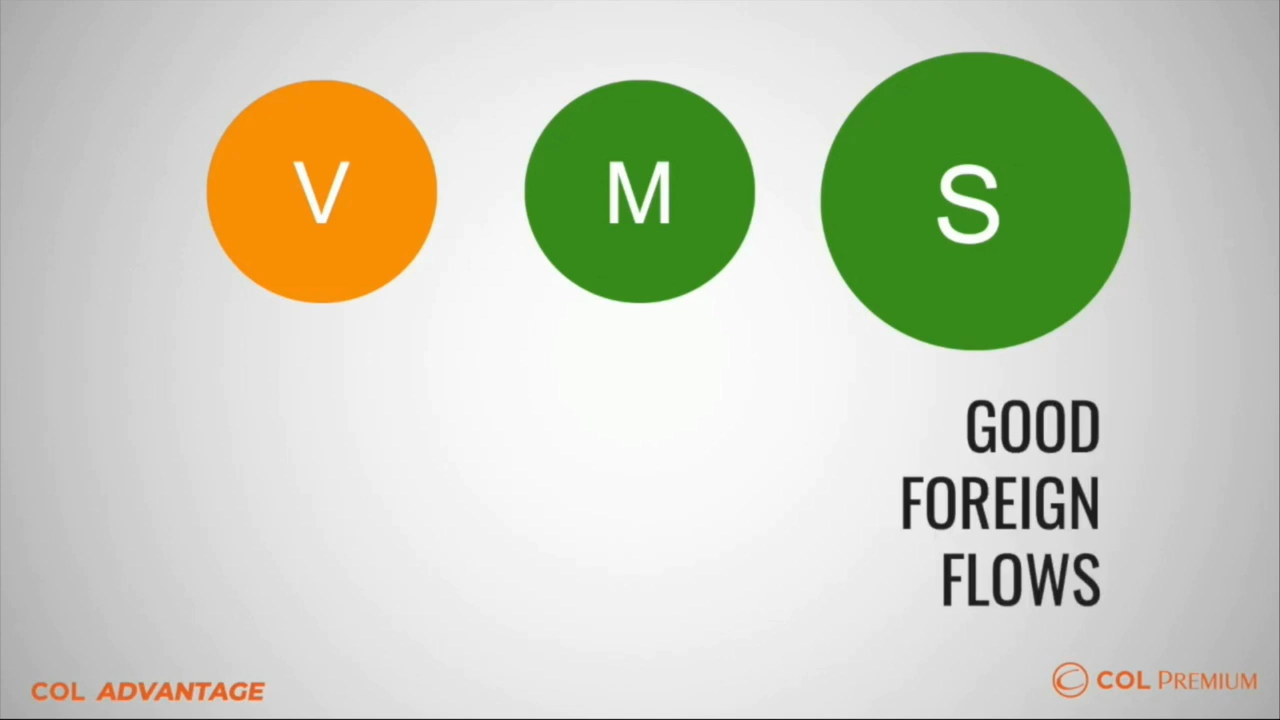 V
M
S
GOOD
FOREIGN
FLOWS
COL ADVANTAGE
COL PREMIUM